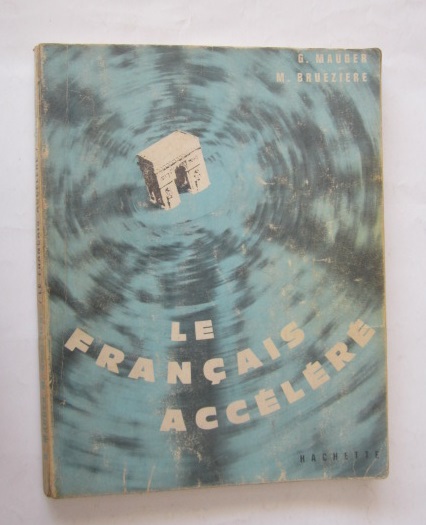 G. MAUGER
M. BRUEZIERE
LE
FRANÇAIS
ACCÉLÉRÉ
HACHETTE